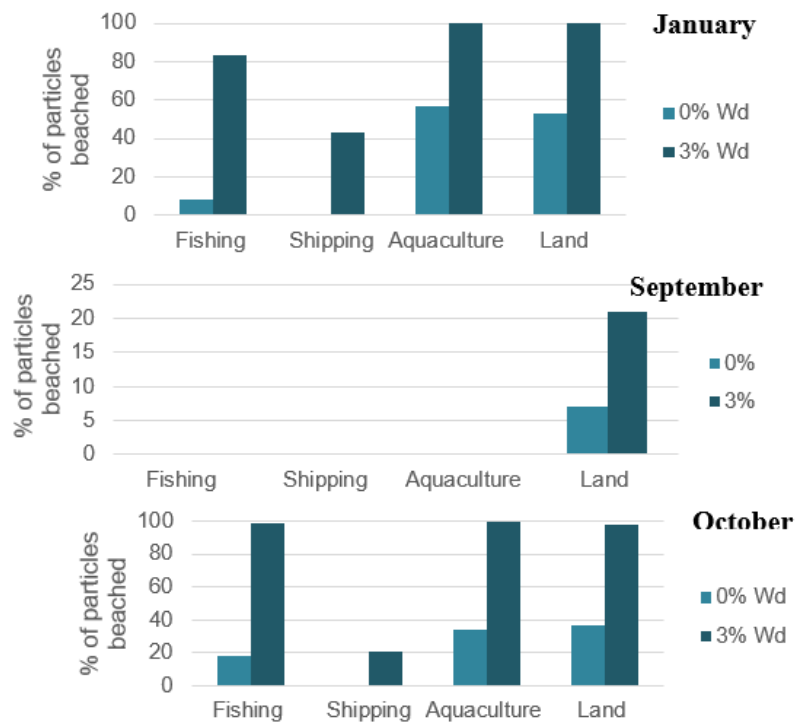 January
% of particles
beached
100
80
60
40
20
0
Fishing Shipping Aquaculture Land
0% Wd
3% Wd
September
% of particles
beached
25
20
15
10
5
0
Fishing Shipping Aquaculture Land
0%
3%
October
% of particles
beached
100
80
60
40
20
0
Fishing Shipping Aquaculture Land
0% Wd
3% Wd